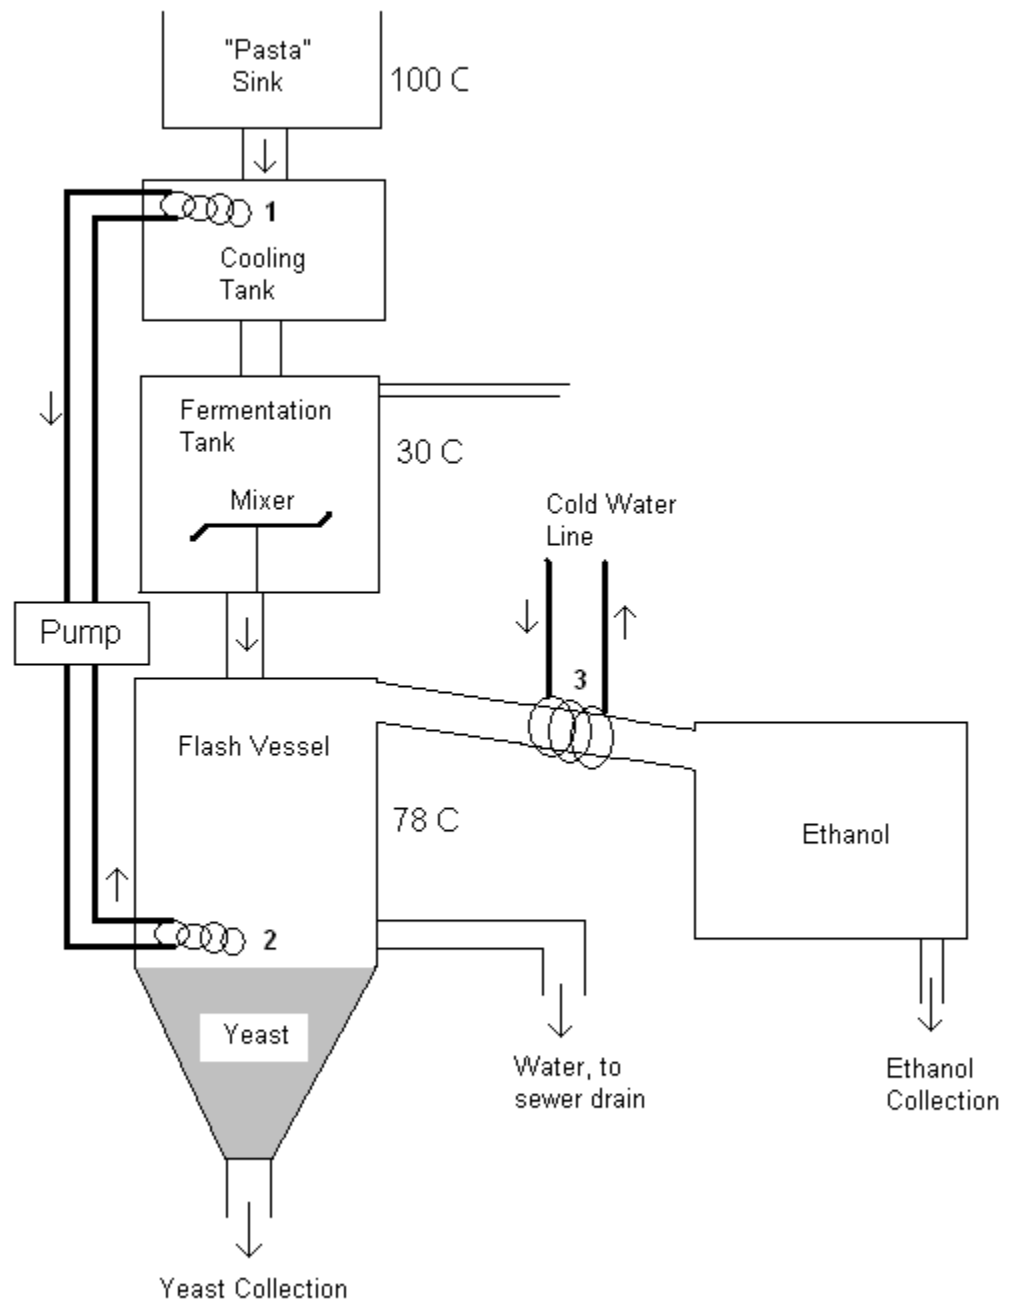 "Pasta"
Sink
100 C
1
Cooling
Tank
Fermentation
Tank
30 C
Mixer
Cold Water
Line
Pump
3
Flash Vessel
78 C
Ethanol
2
Yeast
Water, to
sewer drain
Ethanol
Collection
Yeast Collection